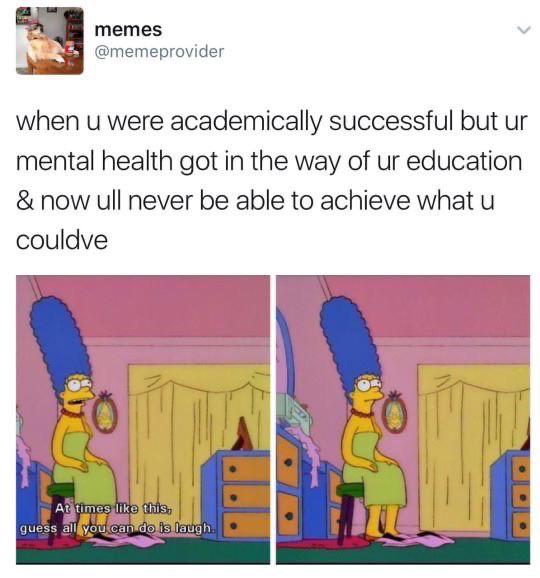 memes
@memeprovider
when u were academically successful but ur
mental health got in the way of ur education
& now ull never be able to achieve what u
couldve
At times like this,
guess all you can do is laugh.